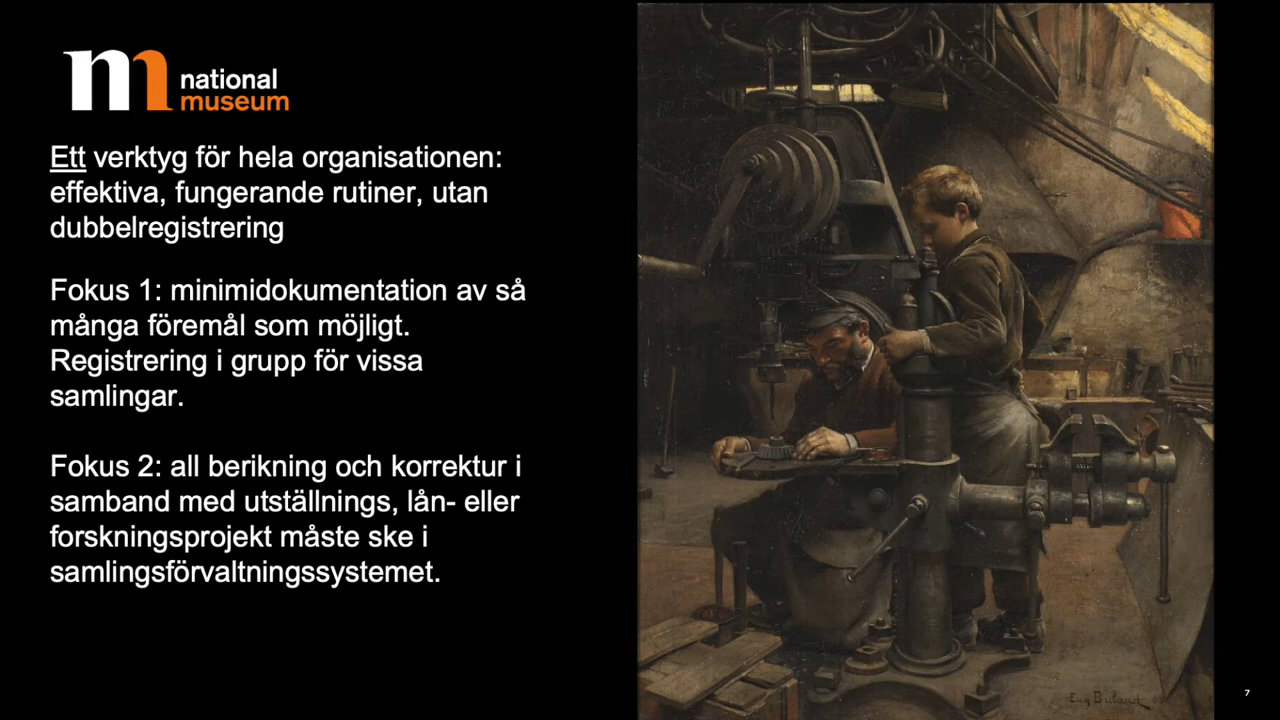 national
museum
Ett verktyg för hela organisationen:
effektiva, fungerande rutiner, utan
dubbelregistrering
Fokus 1: minimidokumentation av så
många föremål som möjligt.
Registrering i grupp för vissa
samlingar.
Fokus 2: all berikning och korrektur i
samband med utställnings, lån- eller
forskningsprojekt måste ske i
samlingsförvaltningssystemet.
7